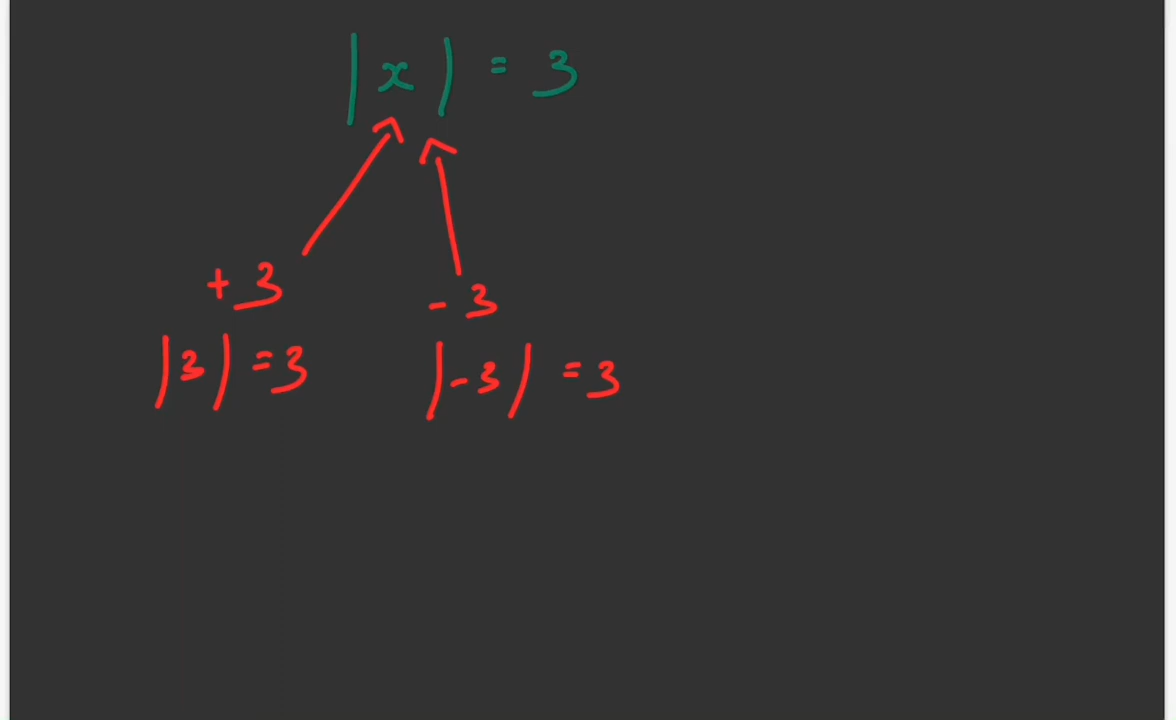 |x| = 3
+3 -3
|3| = 3 |-3| = 3